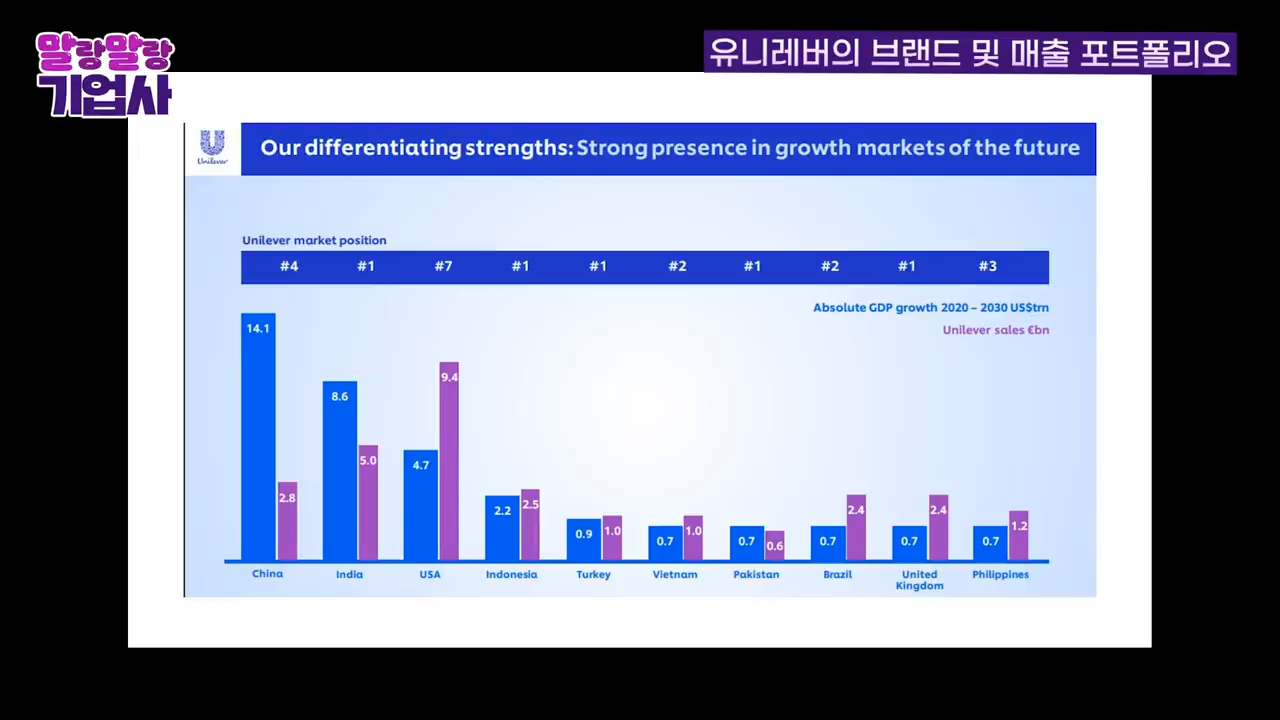 말랑말랑
기업사
유니레버의 브랜드 및 매출 포트폴리오
Unilever
Our differentiating strengths: Strong presence in growth markets of the future
Unilever market position
#4 #1 #7 #1 #1 #2 #1 #2 #1 #3
Absolute GDP growth 2020 – 2030 US$trn
Unilever sales €bn
14.1 2.8 8.6 5.0 4.7 9.4 2.2 2.5 0.9 1.0 0.7 1.0 0.7 0.6 0.7 2.4 0.7 2.4 0.7 1.2
China India USA Indonesia Turkey Vietnam Pakistan Brazil United Kingdom Philippines